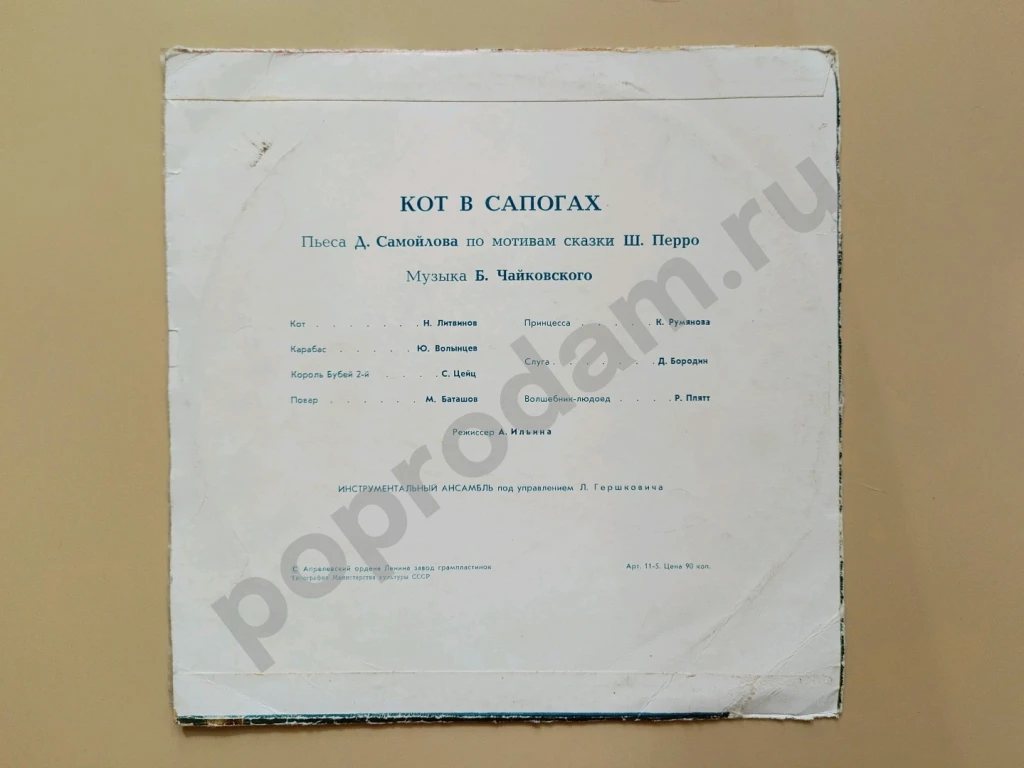 КОТ В САПОГАХ
Пьеса Д. Самойлова по мотивам сказки Ш. Перро
Музыка Б. Чайковского
Кот . . . . . . . Н. Литвинов
Карабас . . . . . Ю. Волынцев
Король Бубей 2-й . . . . С. Цейц
Повар . . . . . . М. Баташов
Принцесса . . . . . К. Румянова
Слуга . . . . . . . Д. Бородин
Волшебник-людоед . . . . Р. Плятт
Режиссер А. Ильина
ИНСТРУМЕНТАЛЬНЫЙ АНСАМБЛЬ под управлением Л. Гершковича
С Апрелевский ордена Ленина завод грампластинок
Типография Министерства культуры СССР
Арт. 11-5. Цена 90 коп.
poprodam.ru